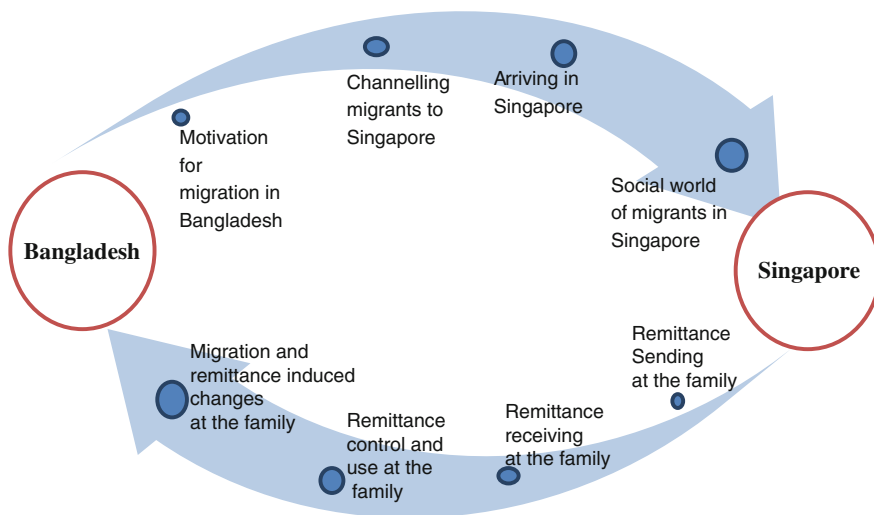 Channelling
migrants to
Singapore
Arriving in
Singapore
Motivation
for
migration in
Bangladesh
Social world
of migrants in
Singapore
Bangladesh
Singapore
Remittance
Sending
at the family
Remittance
receiving
at the family
Remittance
control and
use at the
family
Migration and
remittance induced
changes
at the family